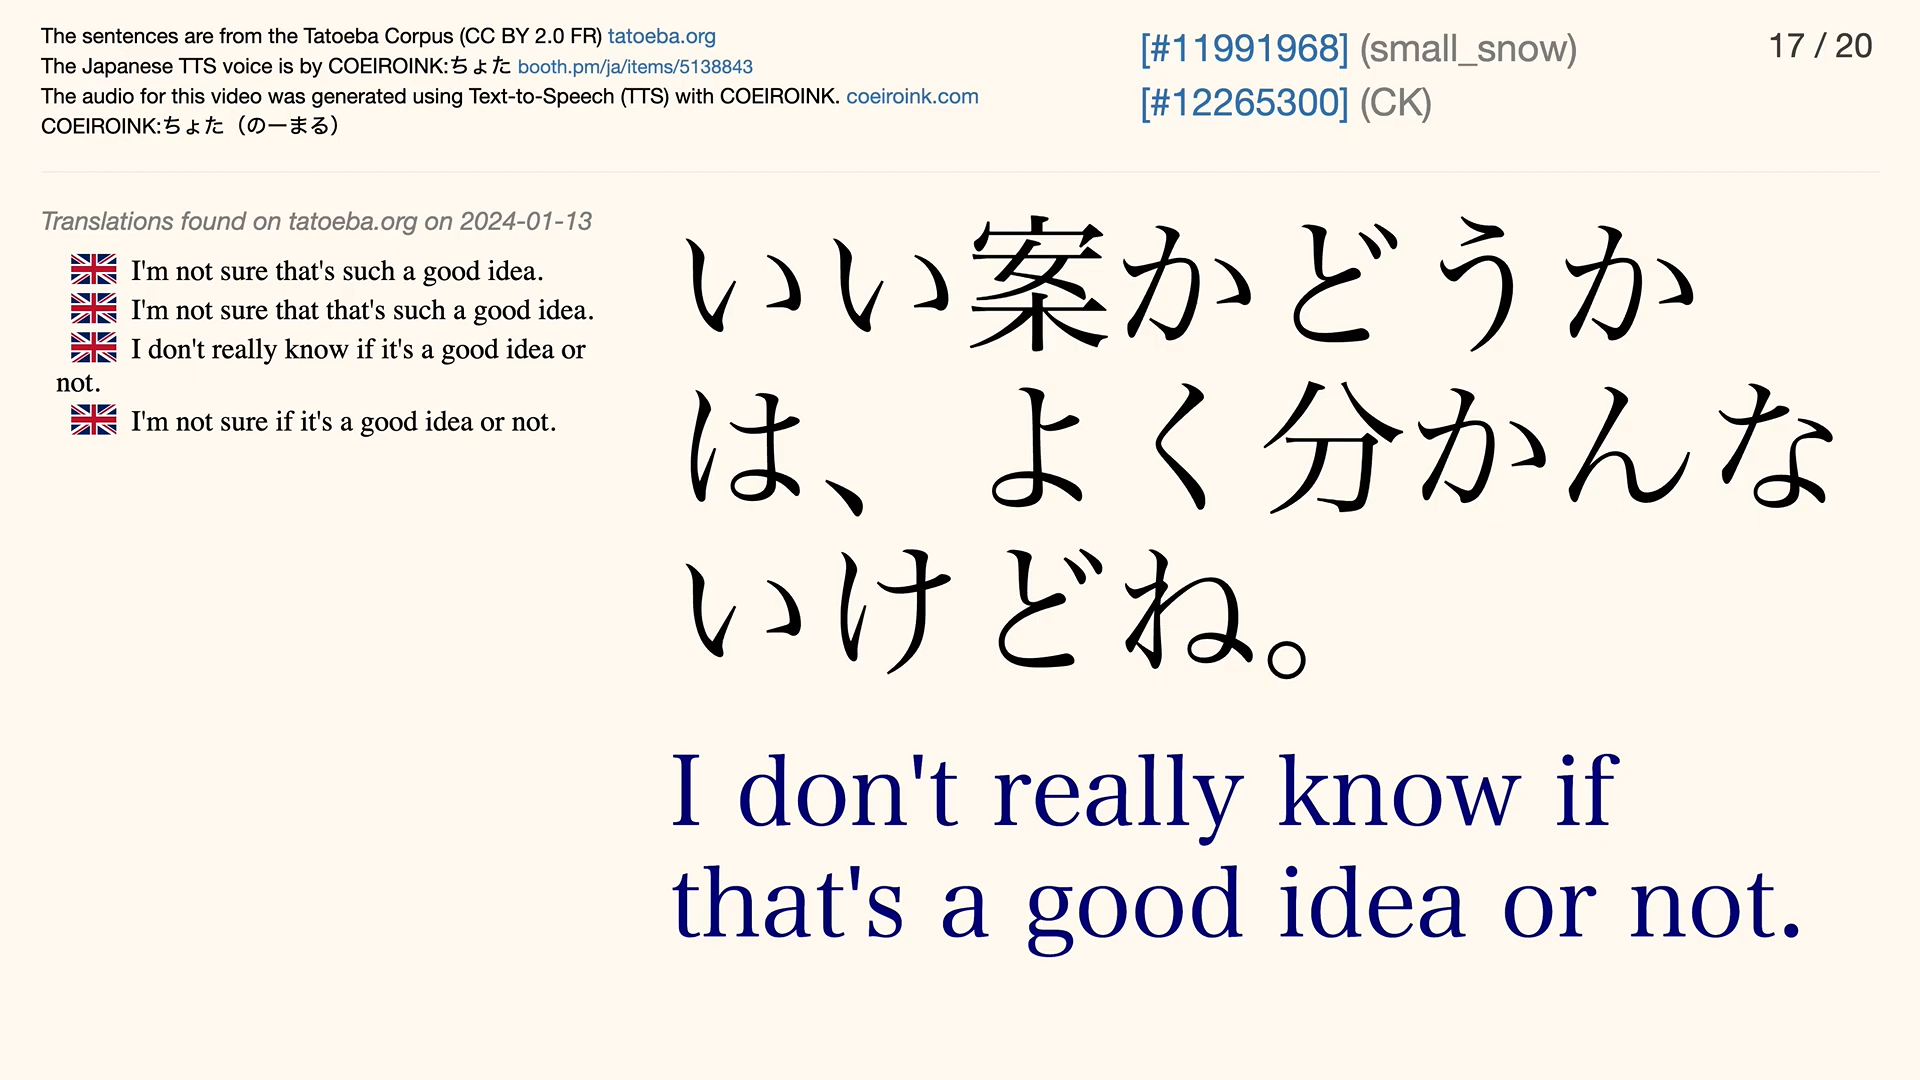 The sentences are from the Tatoeba Corpus (CC BY 2.0 FR) tatoeba.org
The Japanese TTS voice is by COEIROINK:ちょた booth.pm/ja/items/5138843
The audio for this video was generated using Text-to-Speech (TTS) with COEIROINK. coeiroink.com
COEIROINK:ちょた（のーまる）
[#11991968] (small_snow)
[#12265300] (CK)
17 / 20
Translations found on tatoeba.org on 2024-01-13
I'm not sure that's such a good idea.
I'm not sure that that's such a good idea.
I don't really know if it's a good idea or
not.
I'm not sure if it's a good idea or not.
いい案かどうか
は、よく分かんな
いけどね。
I don't really know if
that's a good idea or not.